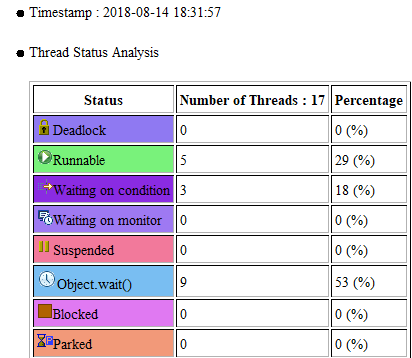 Timestamp : 2018-08-14 18:31:57
Thread Status Analysis
Status Number of Threads : 17 Percentage
Deadlock 0 0 (%)
Runnable 5 29 (%)
Waiting on condition 3 18 (%)
Waiting on monitor 0 0 (%)
Suspended 0 0 (%)
Object.wait() 9 53 (%)
Blocked 0 0 (%)
Parked 0 0 (%)